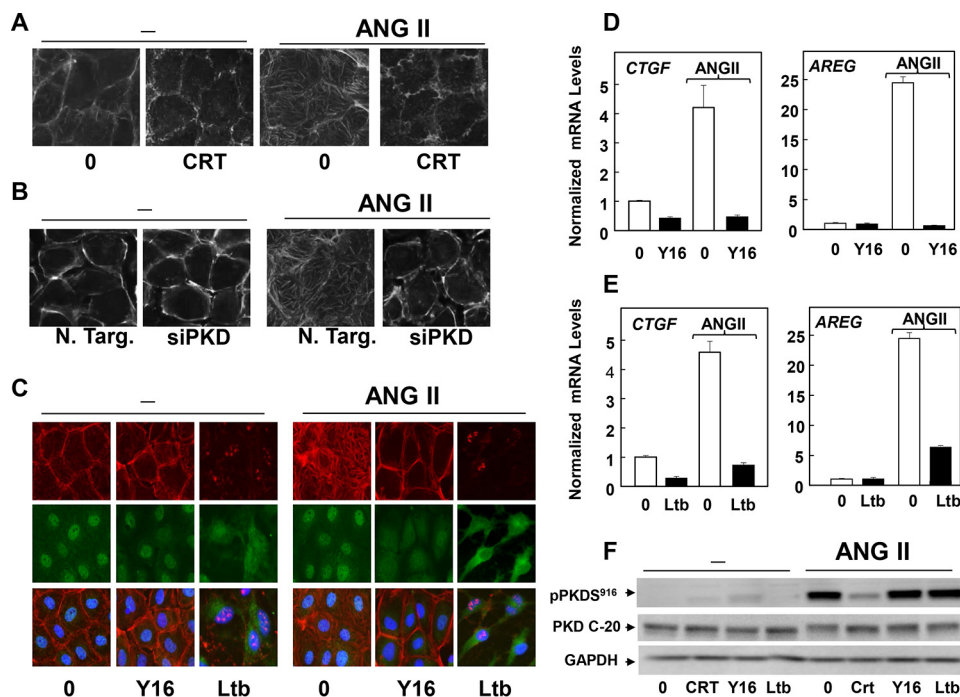 A
–
ANG II
0
CRT
0
CRT
B
–
ANG II
N. Targ.
siPKD
N. Targ.
siPKD
C
–
ANG II
0
Y16
Ltb
0
Y16
Ltb
D
Normalized mRNA Levels
CTGF
ANGII
5
4
3
2
1
0
0
Y16
0
Y16
AREG
ANGII
25
20
15
10
5
0
0
Y16
0
Y16
E
Normalized mRNA Levels
CTGF
ANGII
5
4
3
2
1
0
0
Ltb
0
Ltb
AREG
ANGII
25
20
15
10
5
0
0
Ltb
0
Ltb
F
–
ANG II
pPKDS916
PKD C-20
GAPDH
0 CRT Y16 Ltb 0 Crt Y16 Ltb